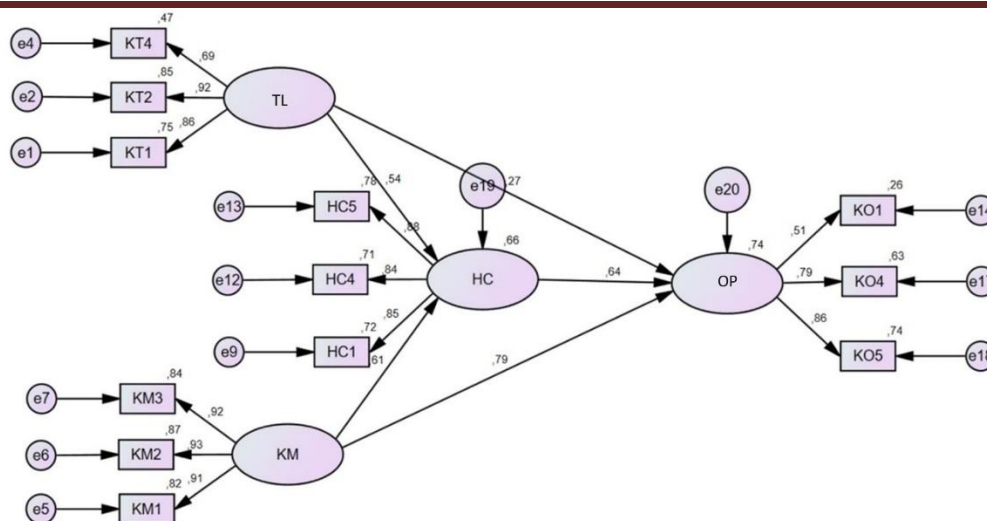 ,47
e4
KT4
,69
,85
e2
KT2
,92
TL
,75
,86
e1
KT1
,78
,54
e19
,27
e20
,26
e13
HC5
,88
KO1
,51
,71
,66
,74
,63
e12
HC4
,84
HC
,64
OP
,79
KO4
,72
,85
,86
,74
e9
HC1
,61
,79
KO5
e18
,84
e7
KM3
,92
,87
e6
KM2
,93
KM
,82
,91
e5
KM1